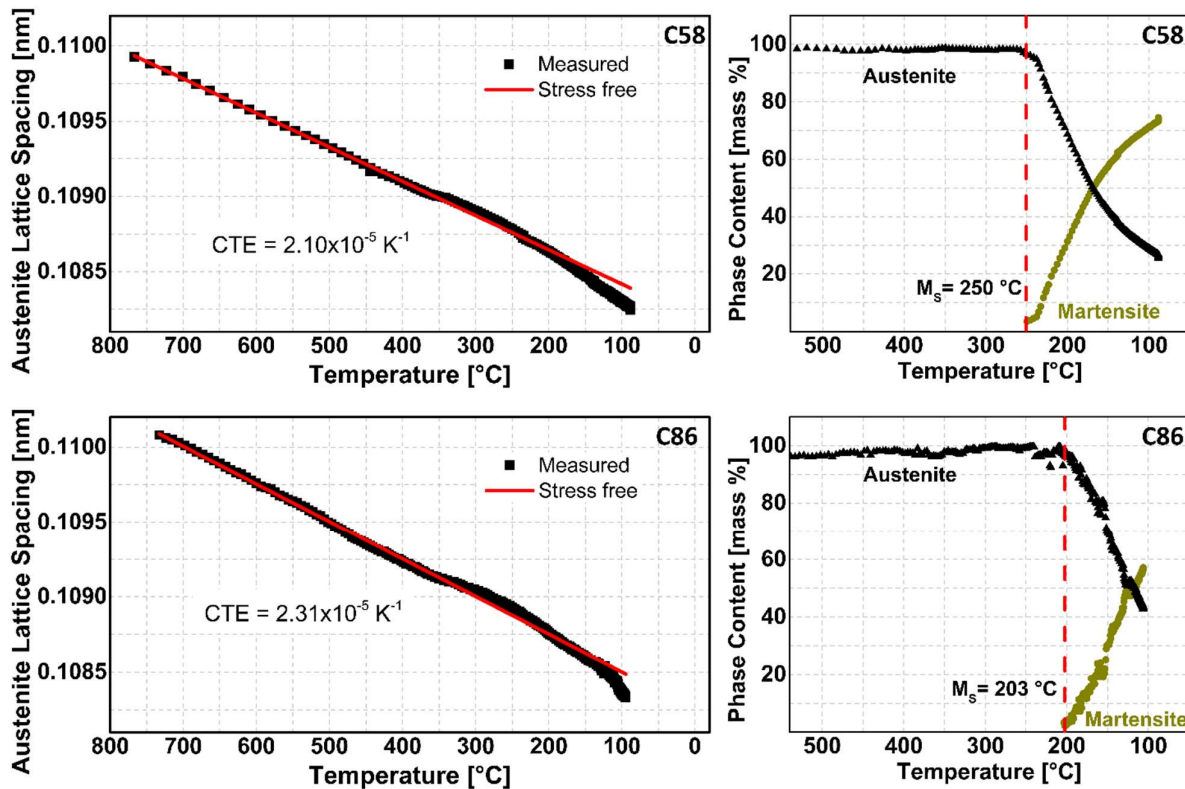 Austenite Lattice Spacing [nm]
0.1100
0.1095
0.1090
0.1085
C58
Measured
Stress free
CTE = 2.10x10⁻⁵ K⁻¹
800 700 600 500 400 300 200 100 0
Temperature [°C]
Phase Content [mass %]
100
80
60
40
20
C58
Austenite
M_S= 250 °C
Martensite
500 400 300 200 100
Temperature [°C]
Austenite Lattice Spacing [nm]
0.1100
0.1095
0.1090
0.1085
C86
Measured
Stress free
CTE = 2.31x10⁻⁵ K⁻¹
800 700 600 500 400 300 200 100 0
Temperature [°C]
Phase Content [mass %]
100
80
60
40
20
C86
Austenite
M_S= 203 °C
Martensite
500 400 300 200 100
Temperature [°C]